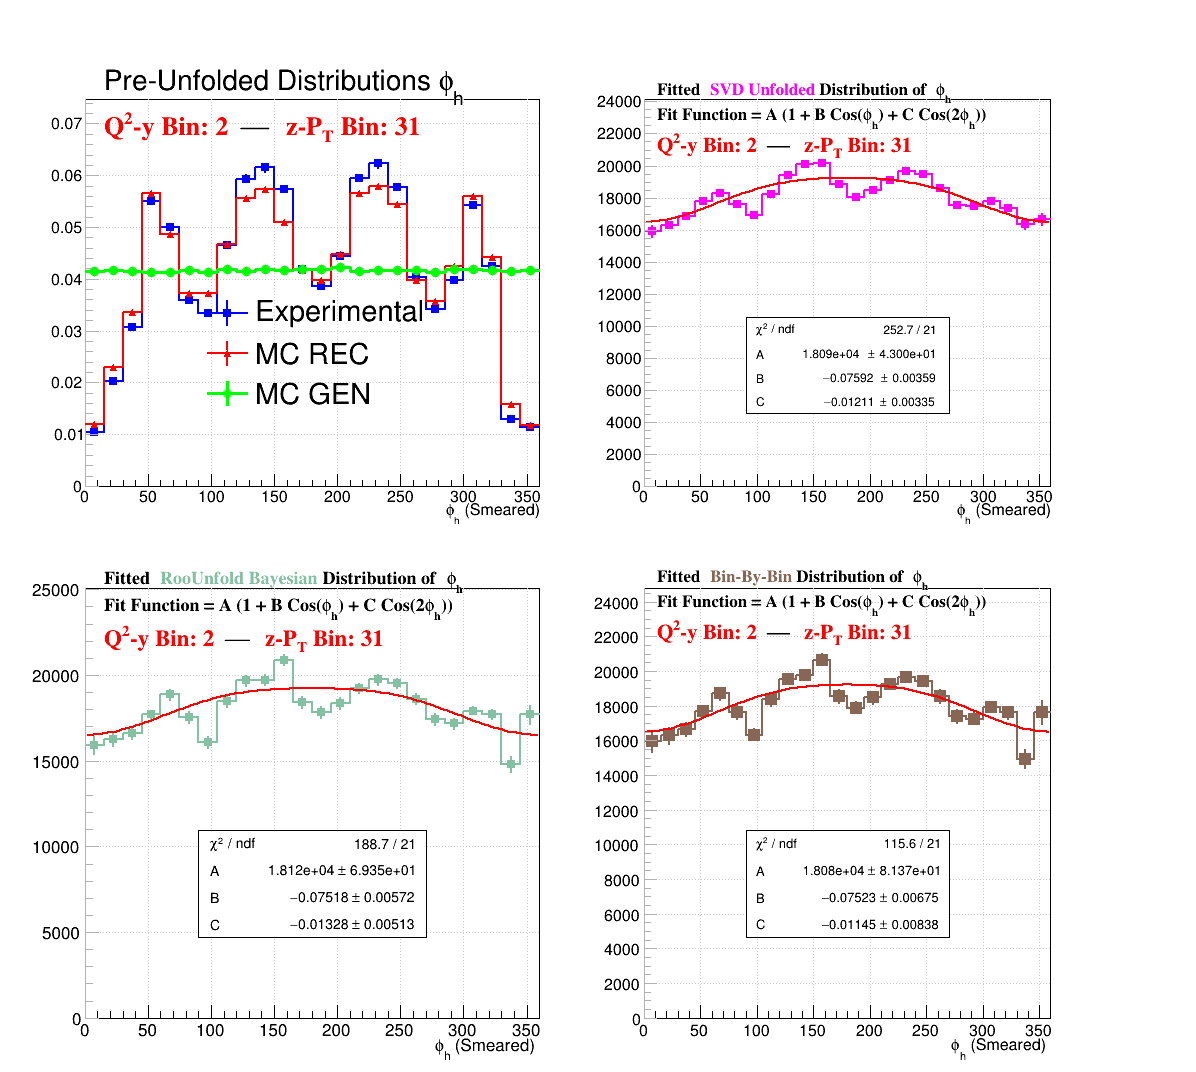 Pre-Unfolded Distributions ϕh
Q²-y Bin: 2 — z-PT Bin: 31
0.07
0.06
0.05
0.04
0.03
0.02
0.01
0
Experimental
MC REC
MC GEN
0 50 100 150 200 250 300 350
ϕh (Smeared)
Fitted SVD Unfolded Distribution of ϕh
Fit Function = A (1 + B Cos(ϕh) + C Cos(2ϕh))
Q²-y Bin: 2 — z-PT Bin: 31
24000
22000
20000
18000
16000
14000
12000
10000
8000
6000
4000
2000
0
χ² / ndf 252.7 / 21
A 1.809e+04 ± 4.300e+01
B −0.07592 ± 0.00359
C −0.01211 ± 0.00335
0 50 100 150 200 250 300 350
ϕh (Smeared)
Fitted RooUnfold Bayesian Distribution of ϕh
Fit Function = A (1 + B Cos(ϕh) + C Cos(2ϕh))
Q²-y Bin: 2 — z-PT Bin: 31
25000
20000
15000
10000
5000
0
χ² / ndf 188.7 / 21
A 1.812e+04 ± 6.935e+01
B −0.07518 ± 0.00572
C −0.01328 ± 0.00513
0 50 100 150 200 250 300 350
ϕh (Smeared)
Fitted Bin-By-Bin Distribution of ϕh
Fit Function = A (1 + B Cos(ϕh) + C Cos(2ϕh))
Q²-y Bin: 2 — z-PT Bin: 31
24000
22000
20000
18000
16000
14000
12000
10000
8000
6000
4000
2000
0
χ² / ndf 115.6 / 21
A 1.808e+04 ± 8.137e+01
B −0.07523 ± 0.00675
C −0.01145 ± 0.00838
0 50 100 150 200 250 300 350
ϕh (Smeared)